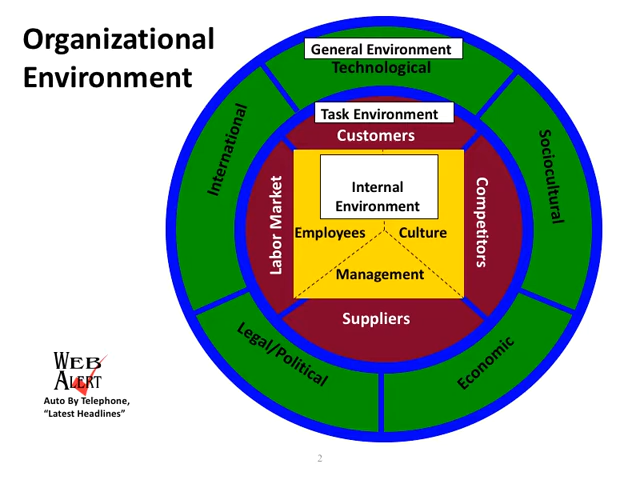 Organizational
Environment
General Environment
Technological
International
Sociocultural
Task Environment
Customers
Labor Market
Competitors
Internal
Environment
Employees
Culture
Management
Suppliers
Legal/Political
Economic
WEB
ALERT
Auto By Telephone,
“Latest Headlines”
2